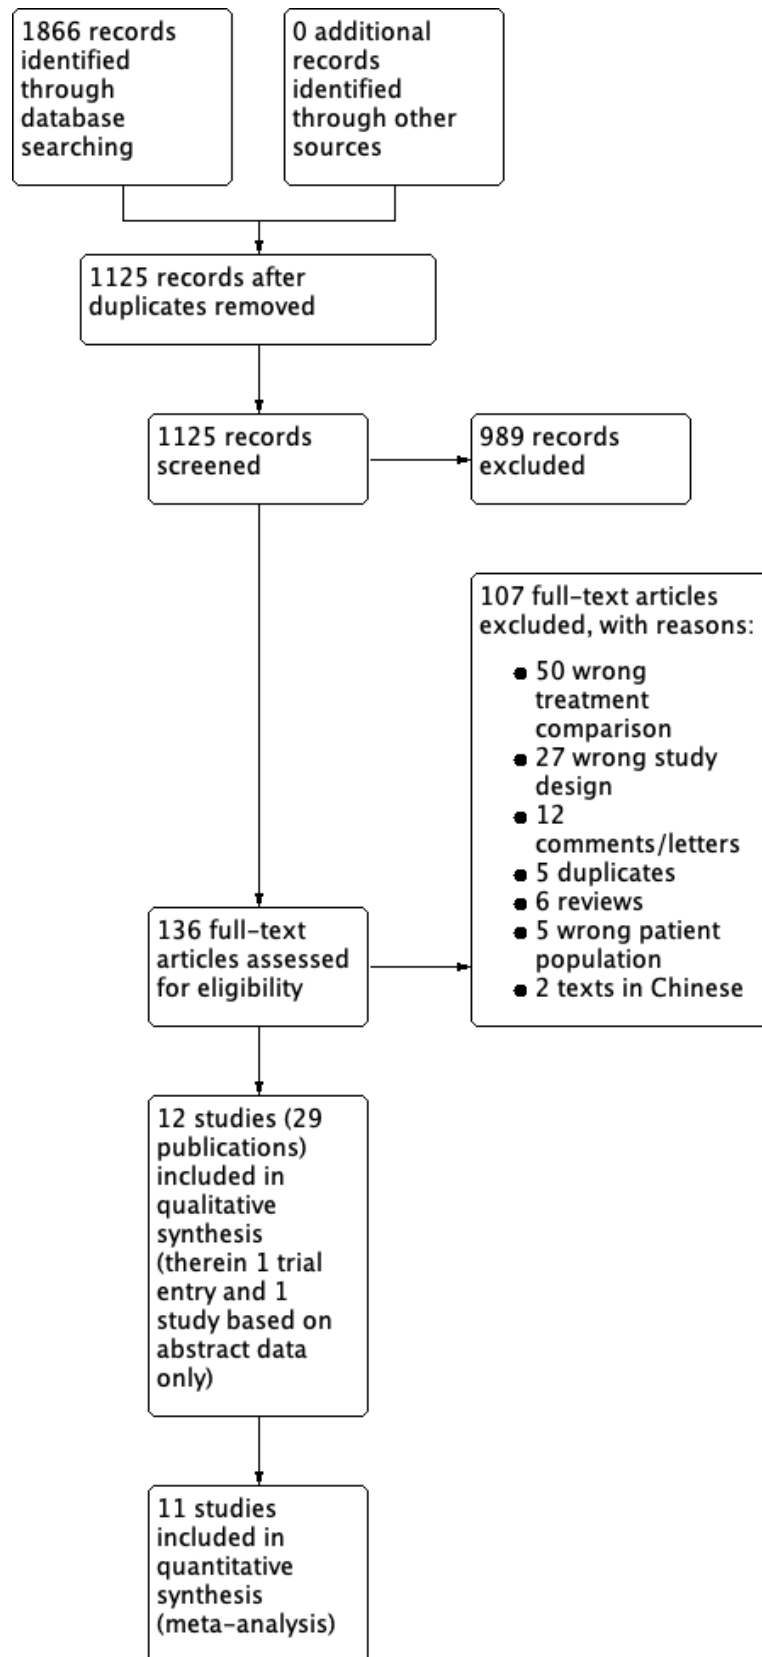 1866 records
identified
through
database
searching
0 additional
records
identified
through other
sources
1125 records after
duplicates removed
1125 records
screened
989 records
excluded
107 full-text articles
excluded, with reasons:
● 50 wrong
treatment
comparison
● 27 wrong study
design
● 12
comments/letters
● 5 duplicates
● 6 reviews
● 5 wrong patient
population
● 2 texts in Chinese
136 full-text
articles assessed
for eligibility
12 studies (29
publications)
included in
qualitative
synthesis
(therein 1 trial
entry and 1
study based on
abstract data
only)
11 studies
included in
quantitative
synthesis
(meta-analysis)